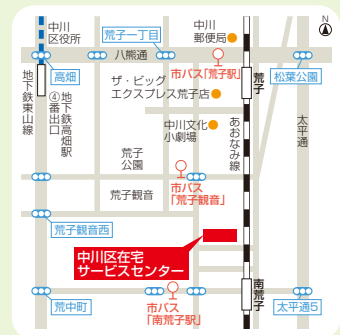 N
中川
区役所
荒子一丁目
中川
郵便局
八熊通
高畑
市バス「荒子駅」
荒子
松葉公園
地下鉄東山線
地下鉄高畑駅
④番出口
ザ・ビッグ
エクスプレス荒子店
中川文化
小劇場
あおなみ線
太平通
荒子
公園
市バス
「荒子観音」
荒子観音
荒子観音西
中川区在宅
サービスセンター
南荒子
荒中町
市バス
「南荒子駅」
太平通5